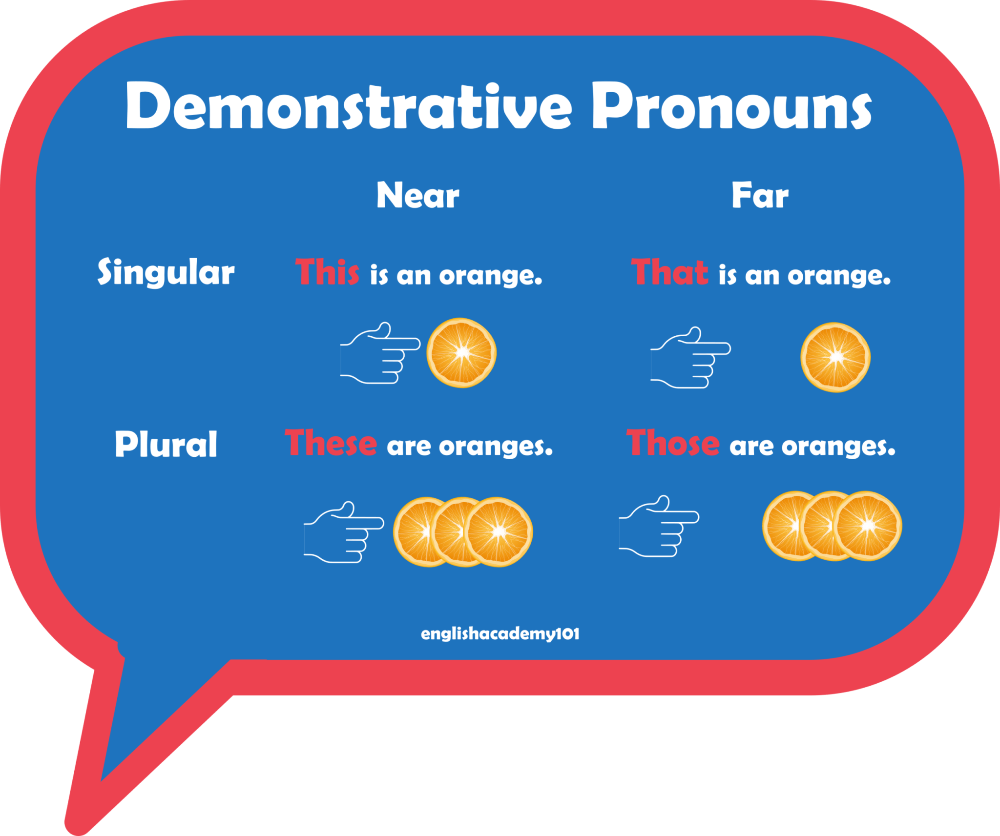 Demonstrative Pronouns
Near Far
Singular This is an orange. That is an orange.
Plural These are oranges. Those are oranges.
englishacademy101